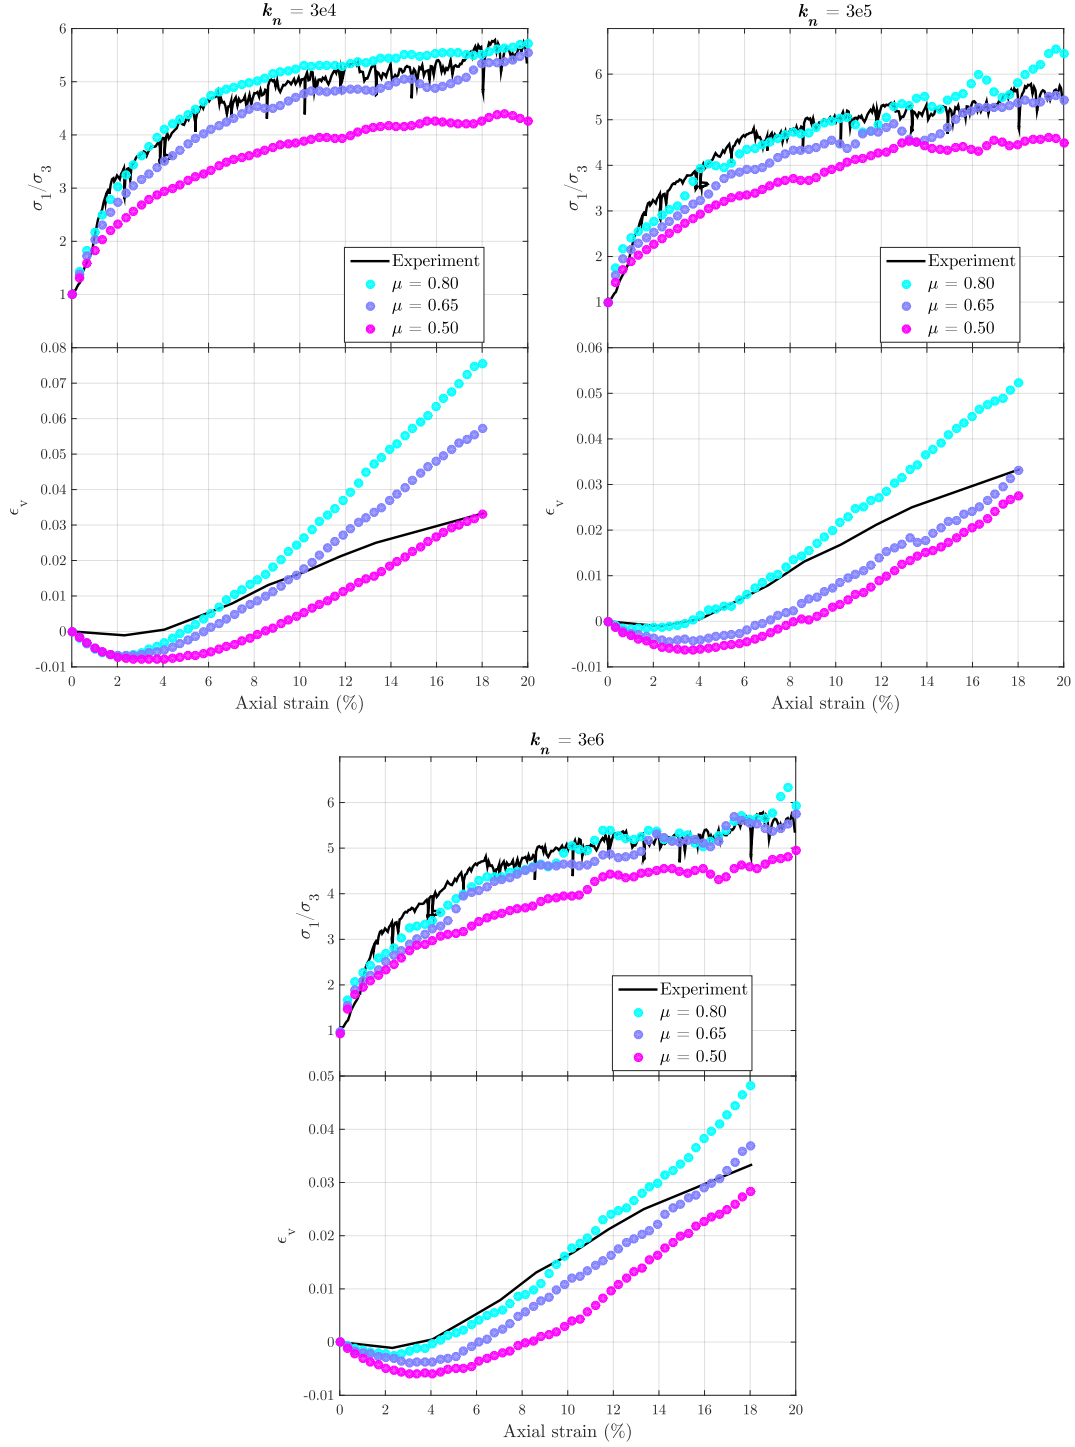 k_n = 3e4
6
5
4
3
2
1
σ_1/σ_3
Experiment
μ = 0.80
μ = 0.65
μ = 0.50
0.08
0.07
0.06
0.05
0.04
0.03
0.02
0.01
0
-0.01
ϵ_v
0 2 4 6 8 10 12 14 16 18 20
Axial strain (%)
k_n = 3e5
6
5
4
3
2
1
σ_1/σ_3
Experiment
μ = 0.80
μ = 0.65
μ = 0.50
0.06
0.05
0.04
0.03
0.02
0.01
0
-0.01
ϵ_v
0 2 4 6 8 10 12 14 16 18 20
Axial strain (%)
k_n = 3e6
6
5
4
3
2
1
σ_1/σ_3
Experiment
μ = 0.80
μ = 0.65
μ = 0.50
0.05
0.04
0.03
0.02
0.01
0
-0.01
ϵ_v
0 2 4 6 8 10 12 14 16 18 20
Axial strain (%)